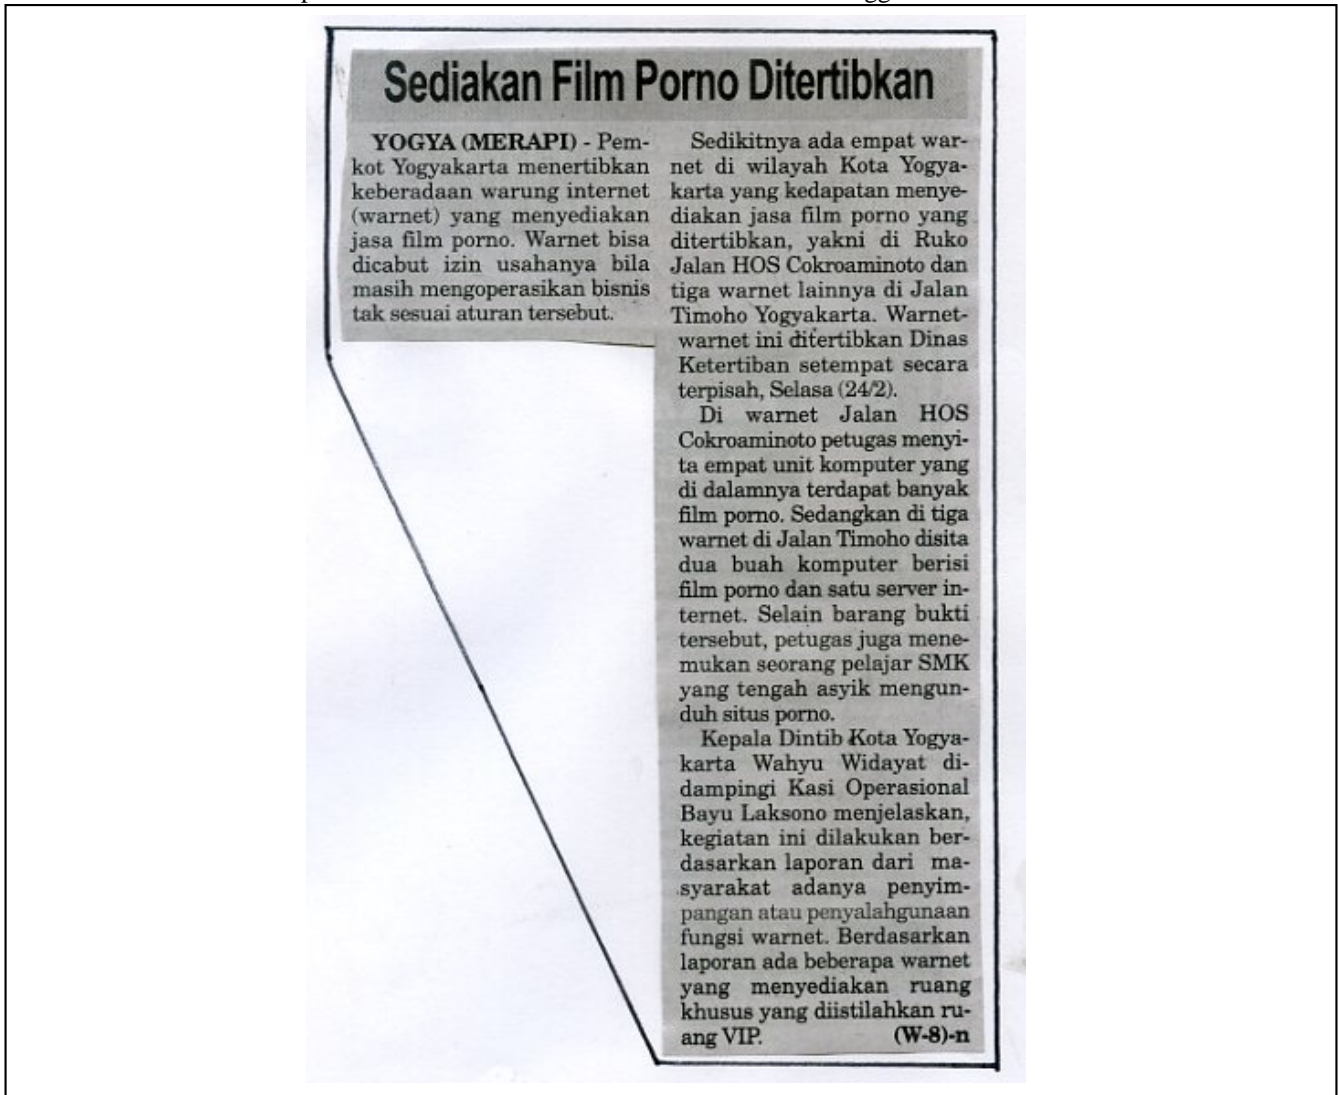 Sediakan Film Porno Ditertibkan
YOGYA (MERAPI) - Pem-
kot Yogyakarta menertibkan
keberadaan warung internet
(warnet) yang menyediakan
jasa film porno. Warnet bisa
dicabut izin usahanya bila
masih mengoperasikan bisnis
tak sesuai aturan tersebut.
Sedikitnya ada empat war-
net di wilayah Kota Yogya-
karta yang kedapatan menye-
diakan jasa film porno yang
ditertibkan, yakni di Ruko
Jalan HOS Cokroaminoto dan
tiga warnet lainnya di Jalan
Timoho Yogyakarta. Warnet-
warnet ini ditertibkan Dinas
Ketertiban setempat secara
terpisah, Selasa (24/2).
Di warnet Jalan HOS
Cokroaminoto petugas menyi-
ta empat unit komputer yang
di dalamnya terdapat banyak
film porno. Sedangkan di tiga
warnet di Jalan Timoho disita
dua buah komputer berisi
film porno dan satu server in-
ternet. Selain barang bukti
tersebut, petugas juga mene-
mukan seorang pelajar SMK
yang tengah asyik mengun-
duh situs porno.
Kepala Dintib Kota Yogya-
karta Wahyu Widayat di-
dampingi Kasi Operasional
Bayu Laksono menjelaskan,
kegiatan ini dilakukan ber-
dasarkan laporan dari ma-
syarakat adanya penyim-
pangan atau penyalahgunaan
fungsi warnet. Berdasarkan
laporan ada beberapa warnet
yang menyediakan ruang
khusus yang diistilahkan ru-
ang VIP. (W-8)-n